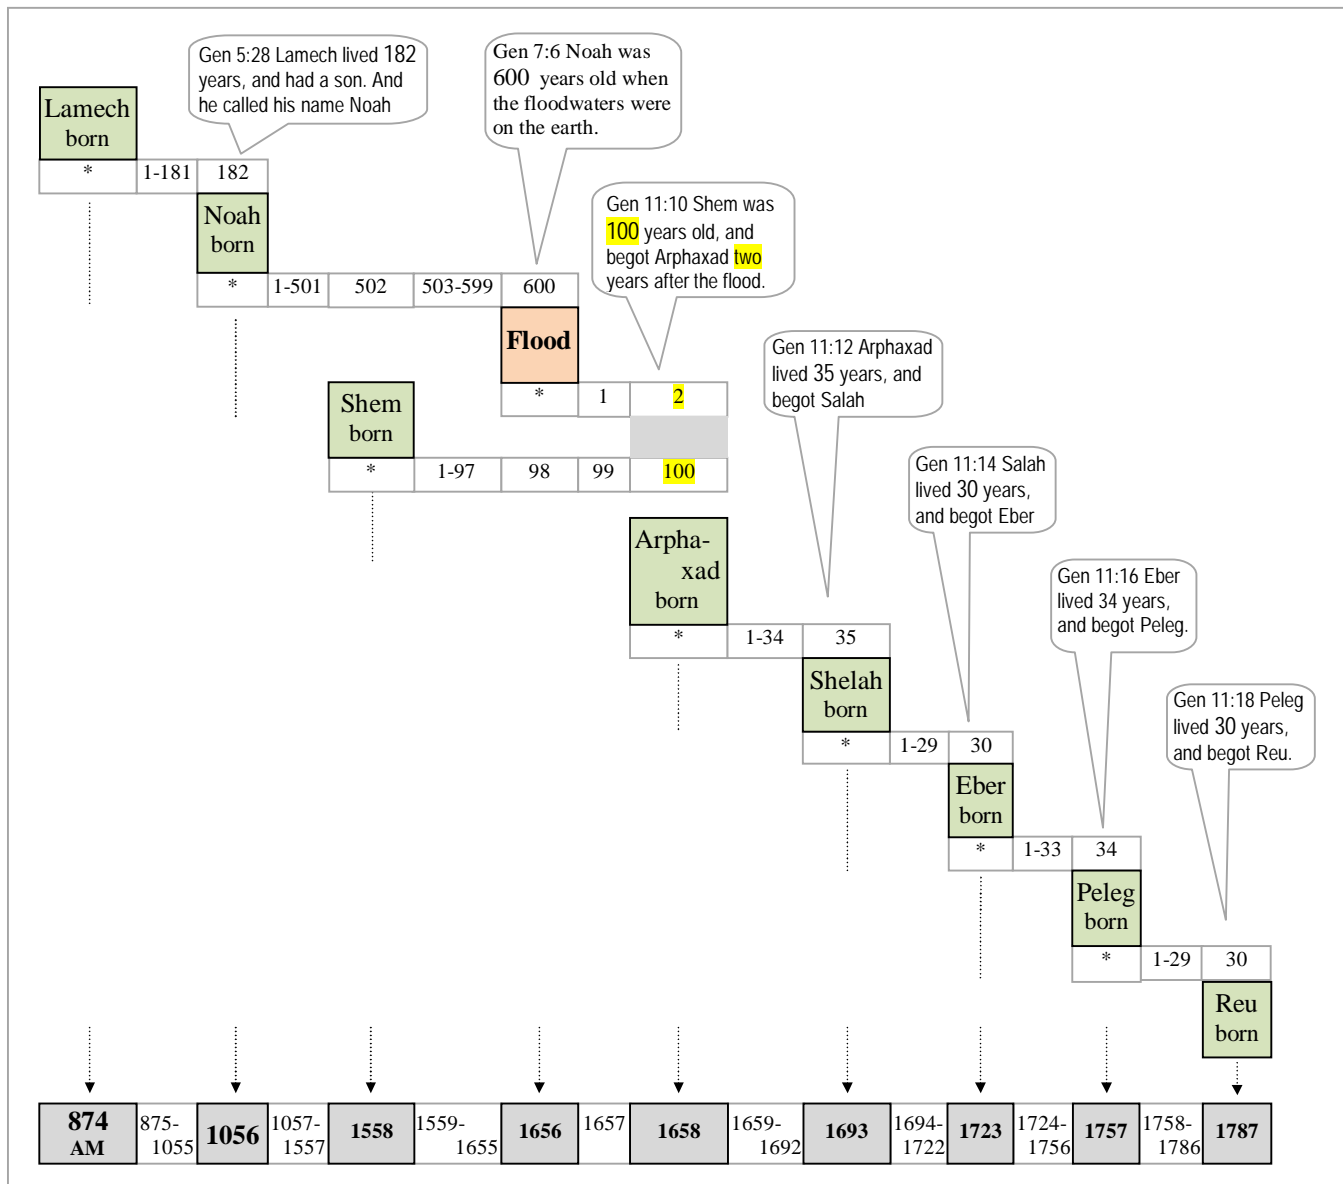 Gen 5:28 Lamech lived 182
years, and had a son. And
he called his name Noah
Gen 7:6 Noah was
600 years old when
the floodwaters were
on the earth.
Lamech
born
* 1-181 182
Noah
born
Gen 11:10 Shem was
100 years old, and
begot Arphaxad two
years after the flood.
* 1-501 502 503-599 600
Flood
* 1 2
Shem
born
* 1-97 98 99 100
Gen 11:12 Arphaxad
lived 35 years, and
begot Salah
Gen 11:14 Salah
lived 30 years,
and begot Eber
Arpha-
xad
born
* 1-34 35
Gen 11:16 Eber
lived 34 years,
and begot Peleg.
Shelah
born
* 1-29 30
Gen 11:18 Peleg
lived 30 years,
and begot Reu.
Eber
born
* 1-33 34
Peleg
born
* 1-29 30
Reu
born
874
AM
875-
1055
1056
1057-
1557
1558
1559-
1655
1656
1657
1658
1659-
1692
1693
1694-
1722
1723
1724-
1756
1757
1758-
1786
1787